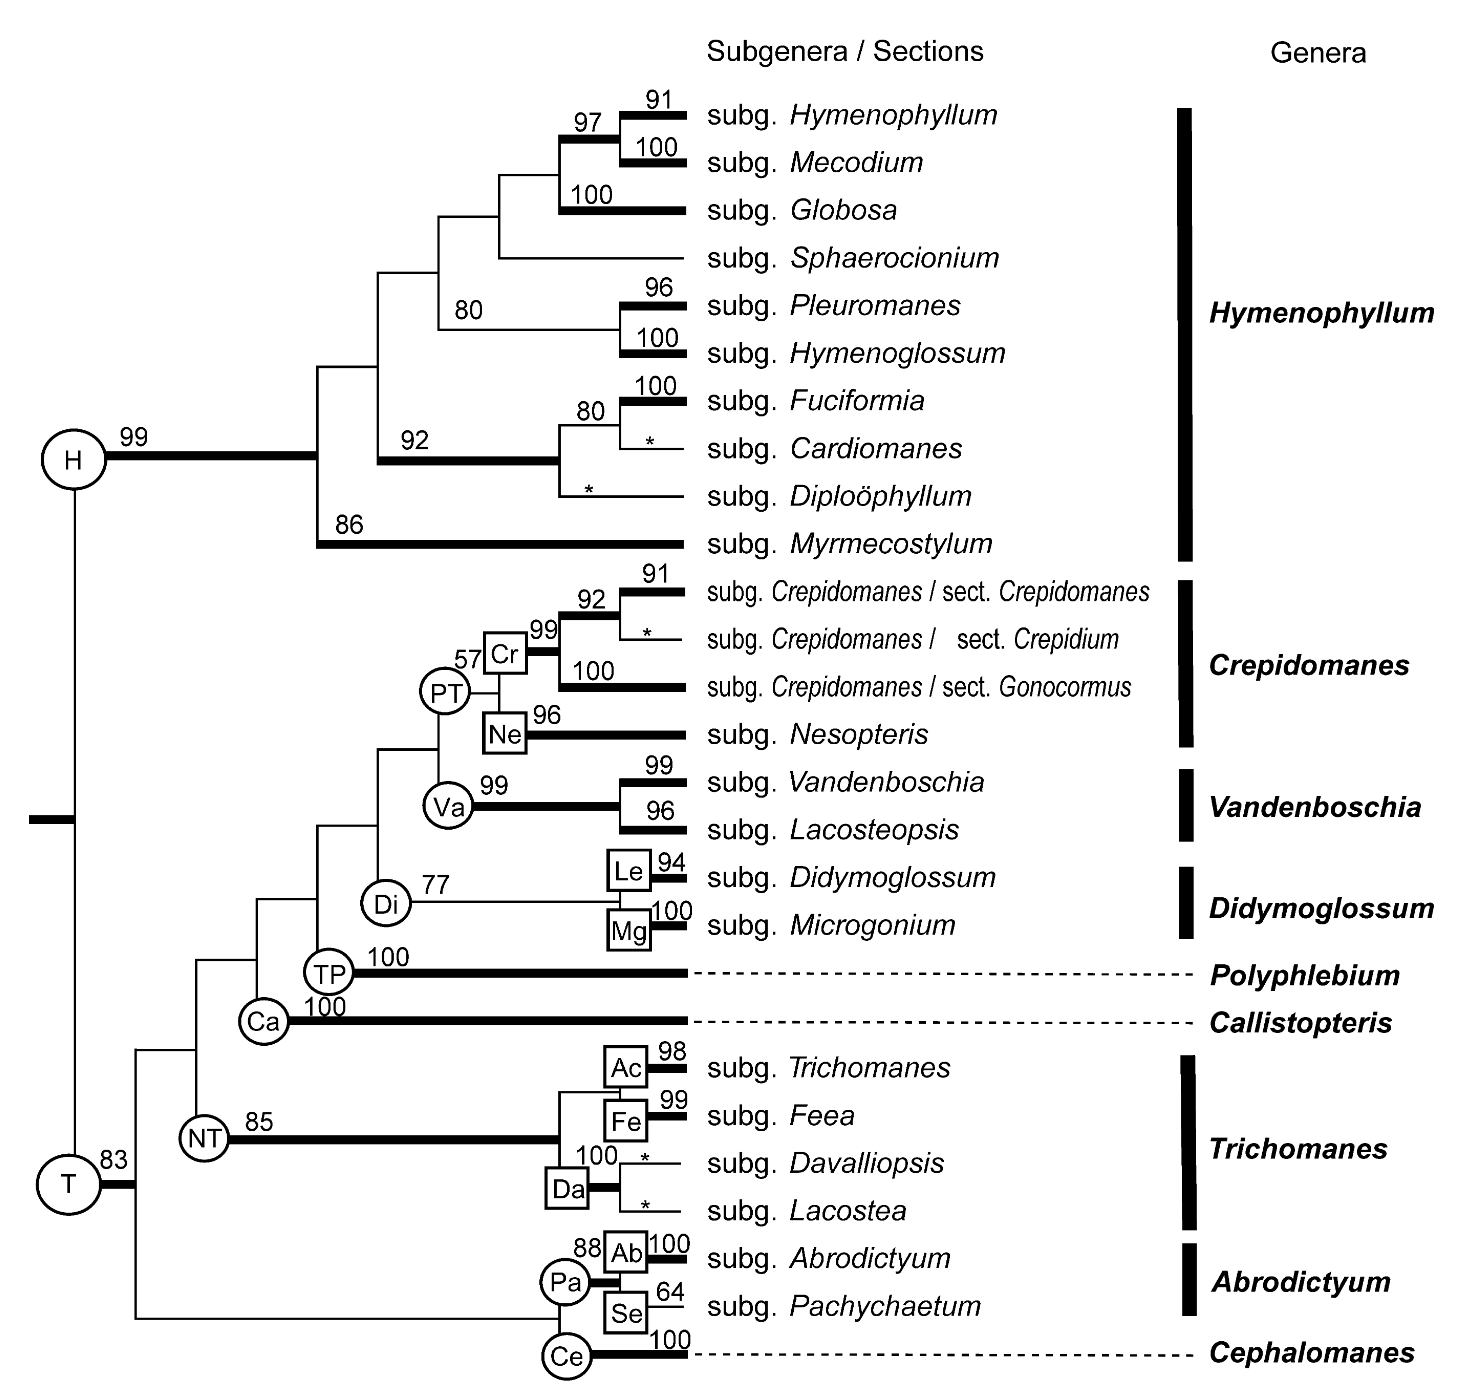 Subgenera / Sections Genera
91
97 subg. Hymenophyllum
100
subg. Mecodium
100
subg. Globosa
subg. Sphaerocionium
96
80 subg. Pleuromanes Hymenophyllum
100
subg. Hymenoglossum
100
80 subg. Fuciformia
99 92 * subg. Cardiomanes
H
* subg. Diploöphyllum
86
subg. Myrmecostylum
91
92 subg. Crepidomanes / sect. Crepidomanes
99 * subg. Crepidomanes / sect. Crepidium
57 Cr Crepidomanes
100
PT subg. Crepidomanes / sect. Gonocormus
96
Ne subg. Nesopteris
99
99 subg. Vandenboschia
Va Vandenboschia
96
subg. Lacosteopsis
Le 94
77 subg. Didymoglossum
Di Didymoglossum
100
Mg subg. Microgonium
100
TP Polyphlebium
100
Ca Callistopteris
98
Ac subg. Trichomanes
99
85 Fe subg. Feea
NT Trichomanes
100 *
83 subg. Davalliopsis
T Da
* subg. Lacostea
88 Ab 100
subg. Abrodictyum
Pa Abrodictyum
64
Se subg. Pachychaetum
100
Ce Cephalomanes